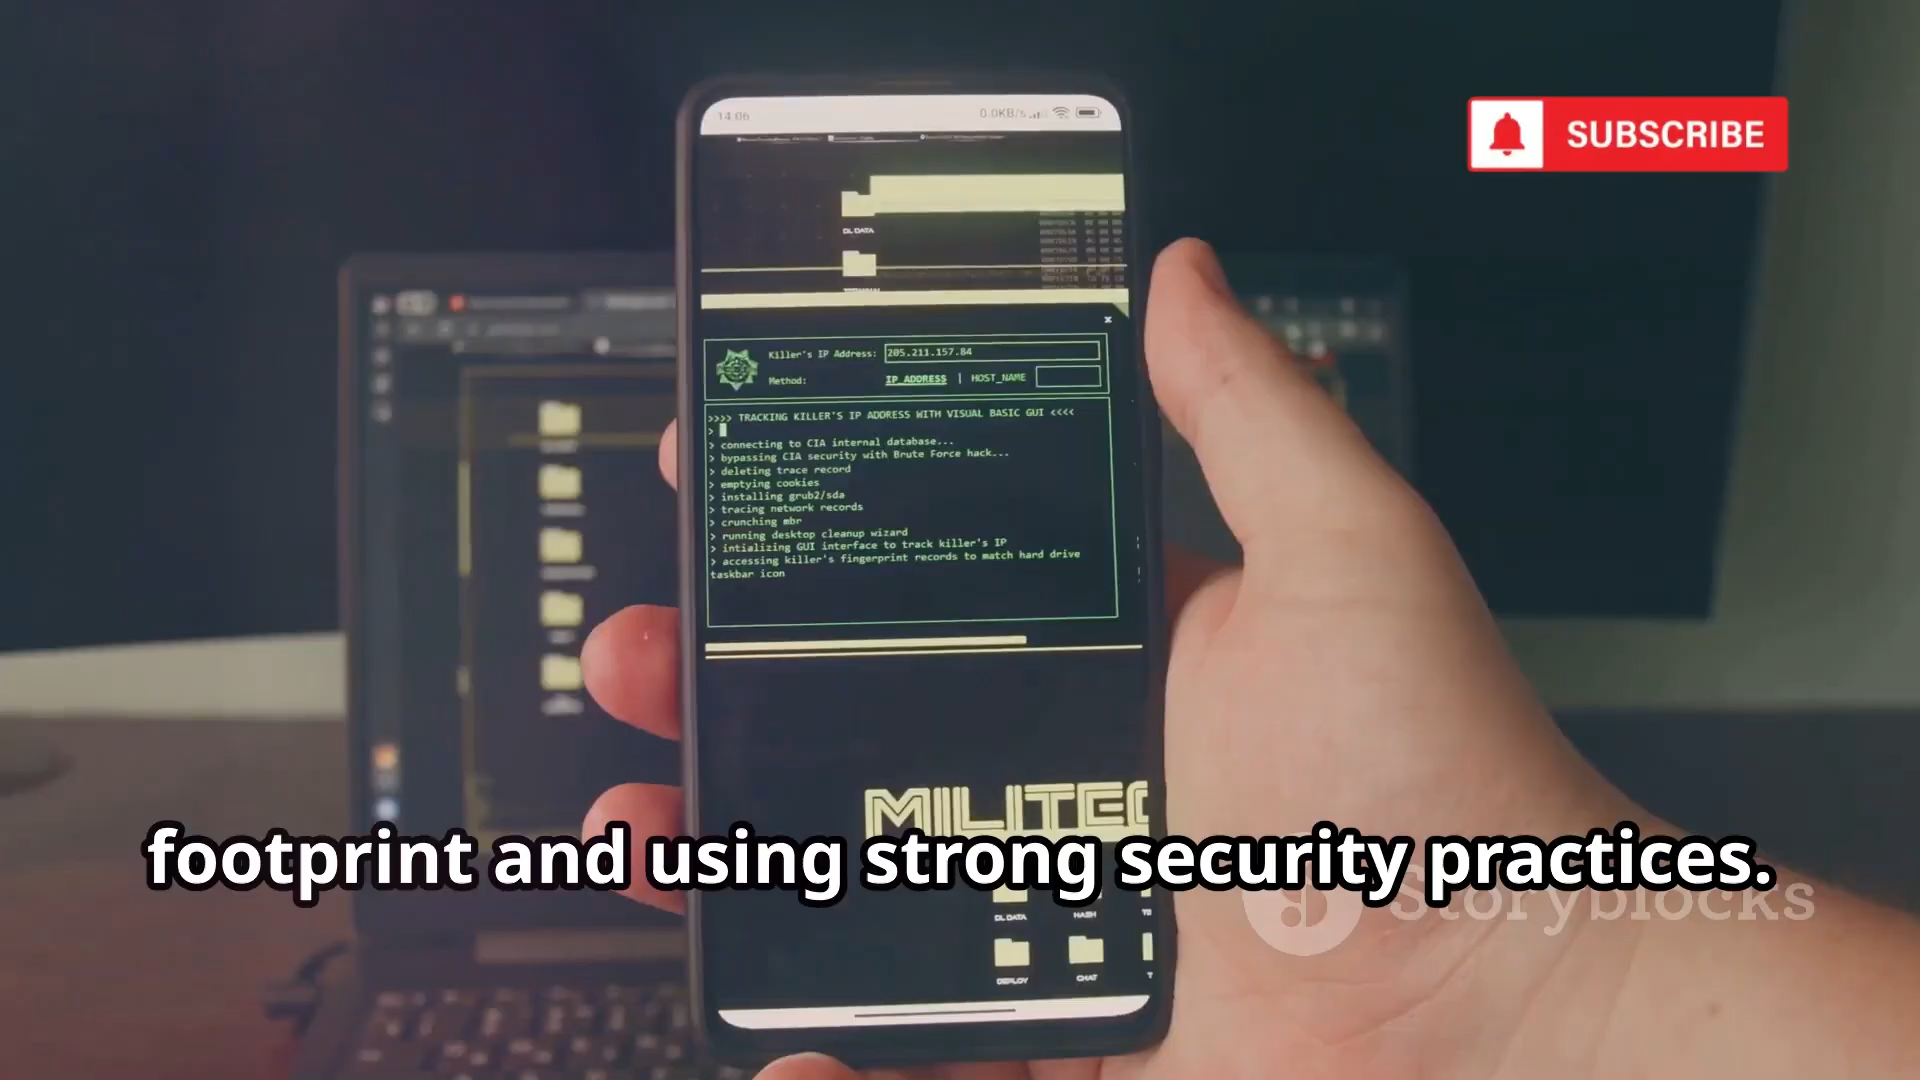 14:06
0.0KB/s
SUBSCRIBE
DL DATA
Killer's IP Address: 205.211.157.84
Method: IP_ADDRESS | HOST_NAME
>>>> TRACKING KILLER'S IP ADDRESS WITH VISUAL BASIC GUI <<<<
>
> connecting to CIA internal database...
> bypassing CIA security with Brute Force hack...
> deleting trace record
> emptying cookies
> installing grub2/sda
> tracing network records
> crunching mbr
> running desktop cleanup wizard
> intializing GUI interface to track killer's IP
> accessing killer's fingerprint records to match hard drive
taskbar icon
MILITEC
footprint and using strong security practices.
Storyblocks
DL DATA HASH
DEPLOY CHAT